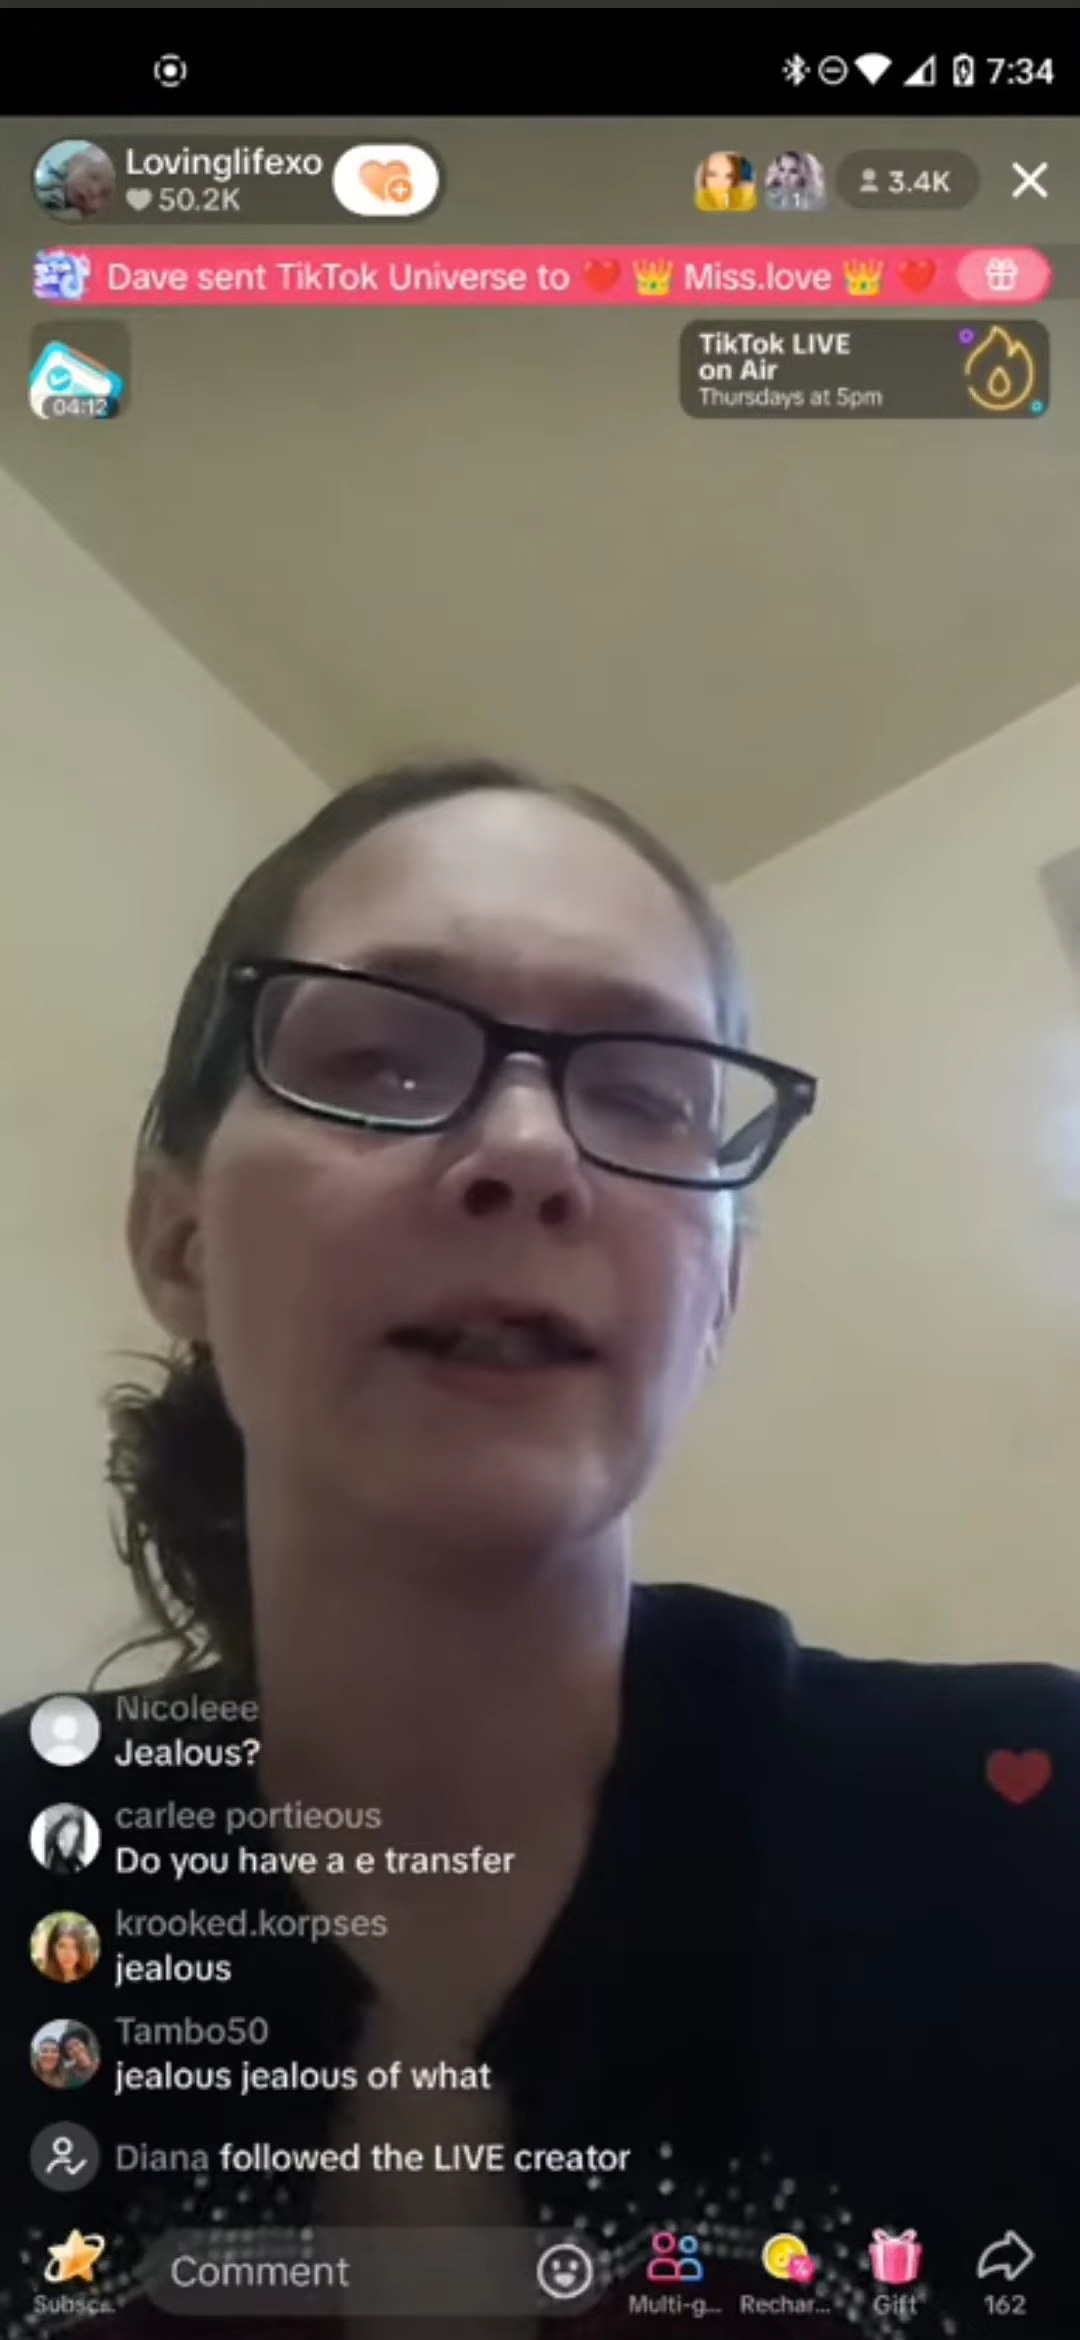 7:34
Lovinglifexo
50.2K
3.4K
Dave sent TikTok Universe to ❤️ 👑 Miss.love 👑 ❤️
TikTok LIVE
on Air
Thursdays at 5pm
04:12
Nicoleee
Jealous?
carlee portieous
Do you have a e transfer
krooked.korpses
jealous
Tambo50
jealous jealous of what
Diana followed the LIVE creator
Comment
Subsc..
Multi-g...
Rechar...
Gift
162